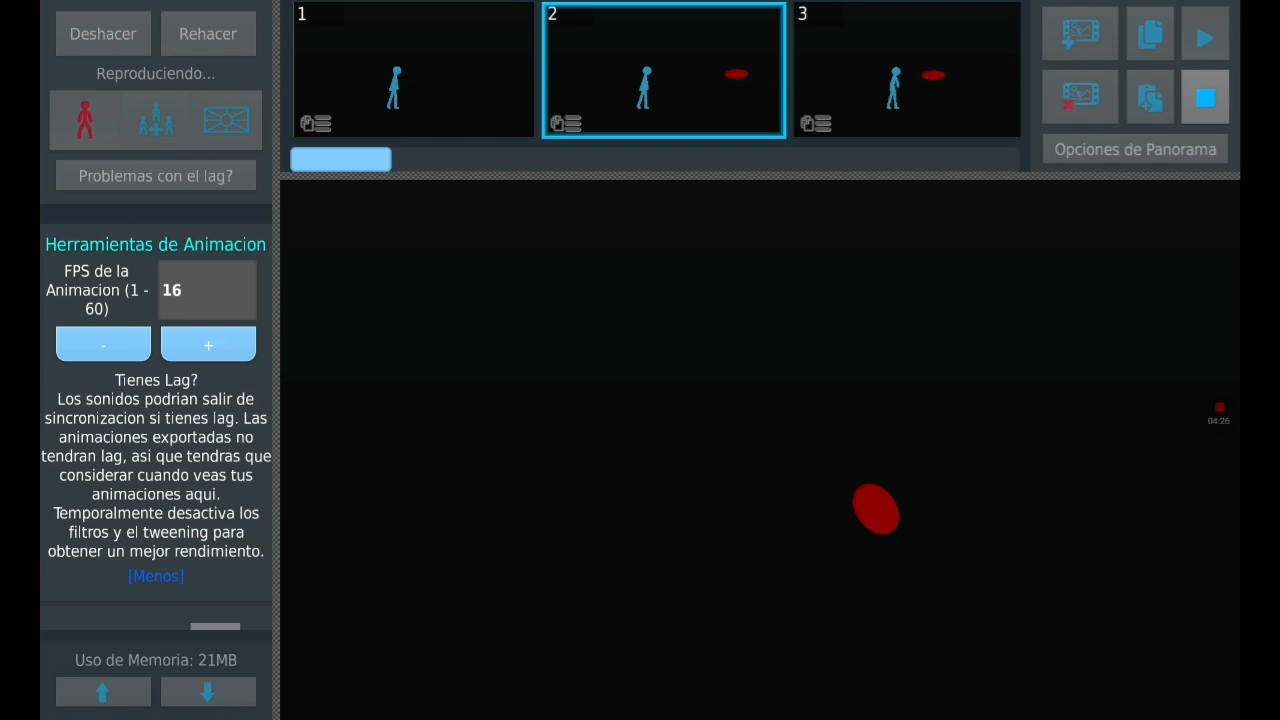 Deshacer
Rehacer
Reproduciendo...
Problemas con el lag?
Herramientas de Animacion
FPS de la
Animacion (1 -
60)
16
-
+
Tienes Lag?
Los sonidos podrian salir de
sincronizacion si tienes lag. Las
animaciones exportadas no
tendran lag, asi que tendras que
considerar cuando veas tus
animaciones aqui.
Temporalmente desactiva los
filtros y el tweening para
obtener un mejor rendimiento.
[Menos]
Uso de Memoria: 21MB
1
2
3
Opciones de Panorama
04:26